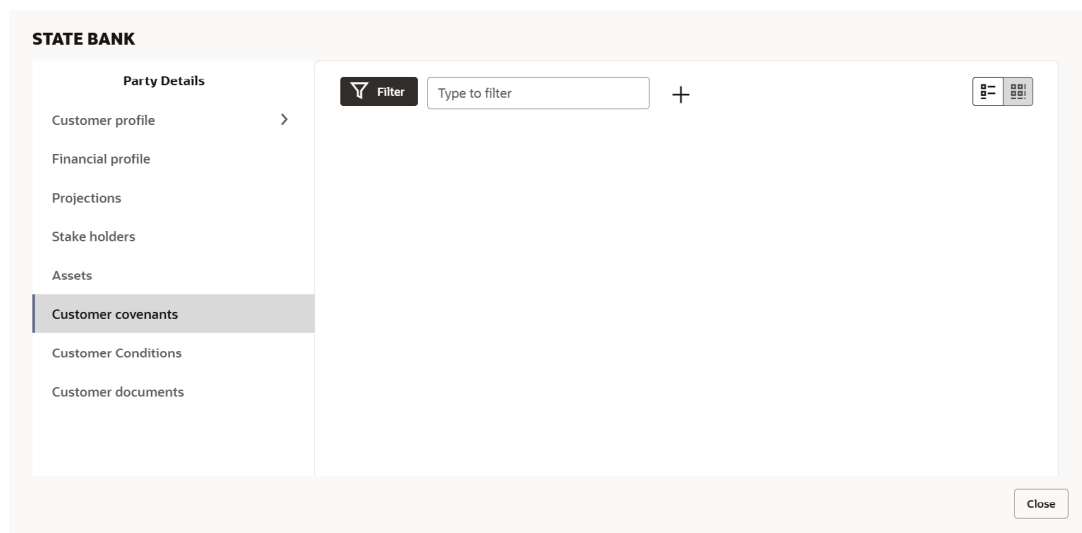 STATE BANK
Party Details
Customer profile
Financial profile
Projections
Stake holders
Assets
Customer covenants
Customer Conditions
Customer documents
Filter
Type to filter
Close